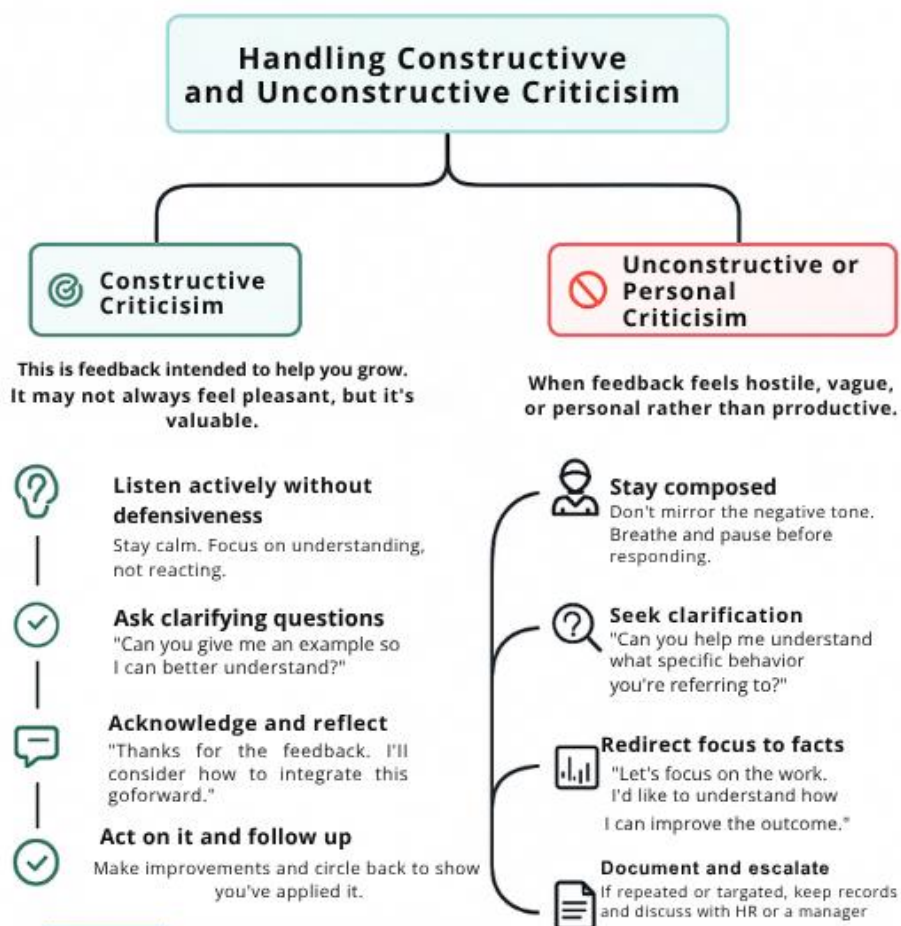 Handling Constructivve
and Unconstructive Criticisim
Constructive
Criticisim
This is feedback intended to help you grow.
It may not always feel pleasant, but it's
valuable.
Listen actively without
defensiveness
Stay calm. Focus on understanding,
not reacting.
Ask clarifying questions
"Can you give me an example so
I can better understand?"
Acknowledge and reflect
"Thanks for the feedback. I'll
consider how to integrate this
goforward."
Act on it and follow up
Make improvements and circle back to show
you've applied it.
Unconstructive or
Personal
Criticisim
When feedback feels hostile, vague,
or personal rather than prroductive.
Stay composed
Don't mirror the negative tone.
Breathe and pause before
responding.
Seek clarification
"Can you help me understand
what specific behavior
you're referring to?"
Redirect focus to facts
"Let's focus on the work.
I'd like to understand how
I can improve the outcome."
Document and escalate
If repeated or targated, keep records
and discuss with HR or a manager